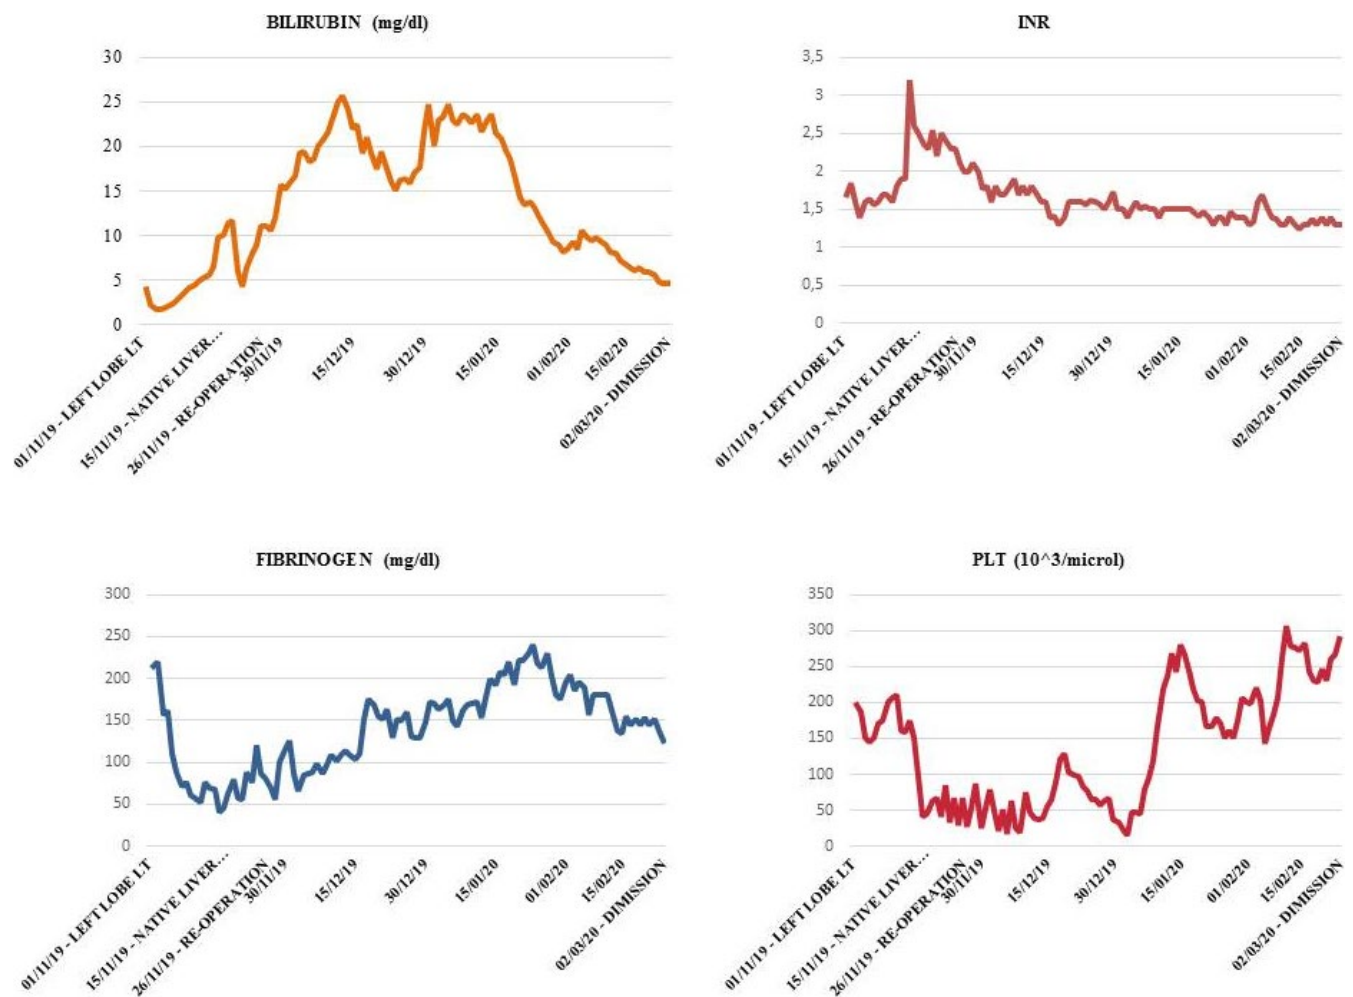 BILIRUBIN (mg/dl)
30
25
20
15
10
5
0
01/11/19 - LEFT LOBE LT
15/11/19 - NATIVE LIVER...
26/11/19 - RE-OPERATION
30/11/19
15/12/19
30/12/19
15/01/20
01/02/20
15/02/20
02/03/20 - DIMISSION
INR
3,5
3
2,5
2
1,5
1
0,5
0
01/11/19 - LEFT LOBE LT
15/11/19 - NATIVE LIVER...
26/11/19 - RE-OPERATION
30/11/19
15/12/19
30/12/19
15/01/20
01/02/20
15/02/20
02/03/20 - DIMISSION
FIBRINOGEN (mg/dl)
300
250
200
150
100
50
0
01/11/19 - LEFT LOBE LT
15/11/19 - NATIVE LIVER...
26/11/19 - RE-OPERATION
30/11/19
15/12/19
30/12/19
15/01/20
01/02/20
15/02/20
02/03/20 - DIMISSION
PLT (10^3/microl)
350
300
250
200
150
100
50
0
01/11/19 - LEFT LOBE LT
15/11/19 - NATIVE LIVER...
26/11/19 - RE-OPERATION
30/11/19
15/12/19
30/12/19
15/01/20
01/02/20
15/02/20
02/03/20 - DIMISSION